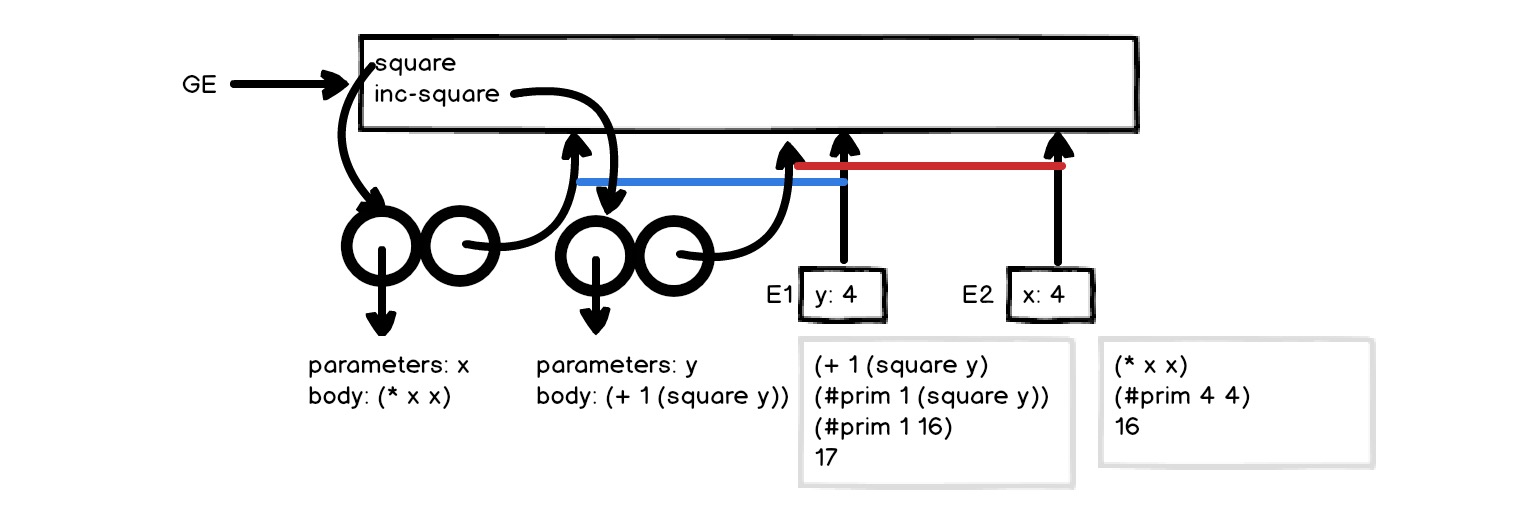 square
GE
inc-square
E1
y: 4
E2
x: 4
parameters: x
body: (* x x)
parameters: y
body: (+ 1 (square y))
(+ 1 (square y)
(#prim 1 (square y))
(#prim 1 16)
17
(* x x)
(#prim 4 4)
16